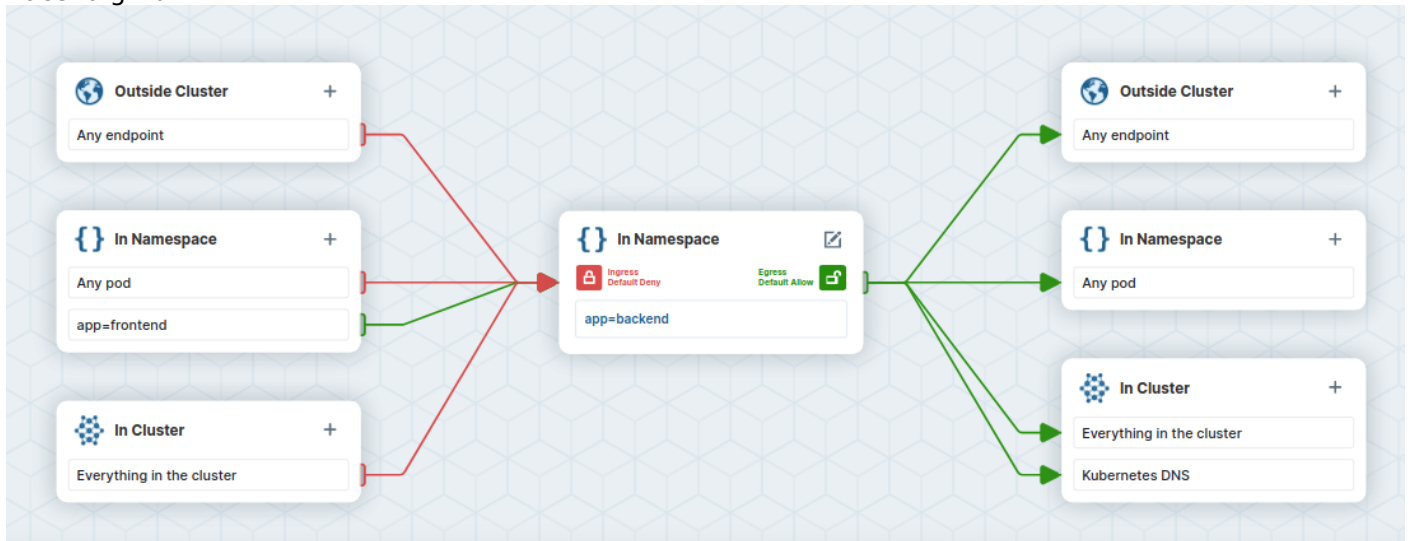 Outside Cluster +
Any endpoint
{ } In Namespace +
Any pod
app=frontend
In Cluster +
Everything in the cluster
{ } In Namespace
Ingress
Default Deny
Egress
Default Allow
app=backend
Outside Cluster +
Any endpoint
{ } In Namespace +
Any pod
In Cluster +
Everything in the cluster
Kubernetes DNS